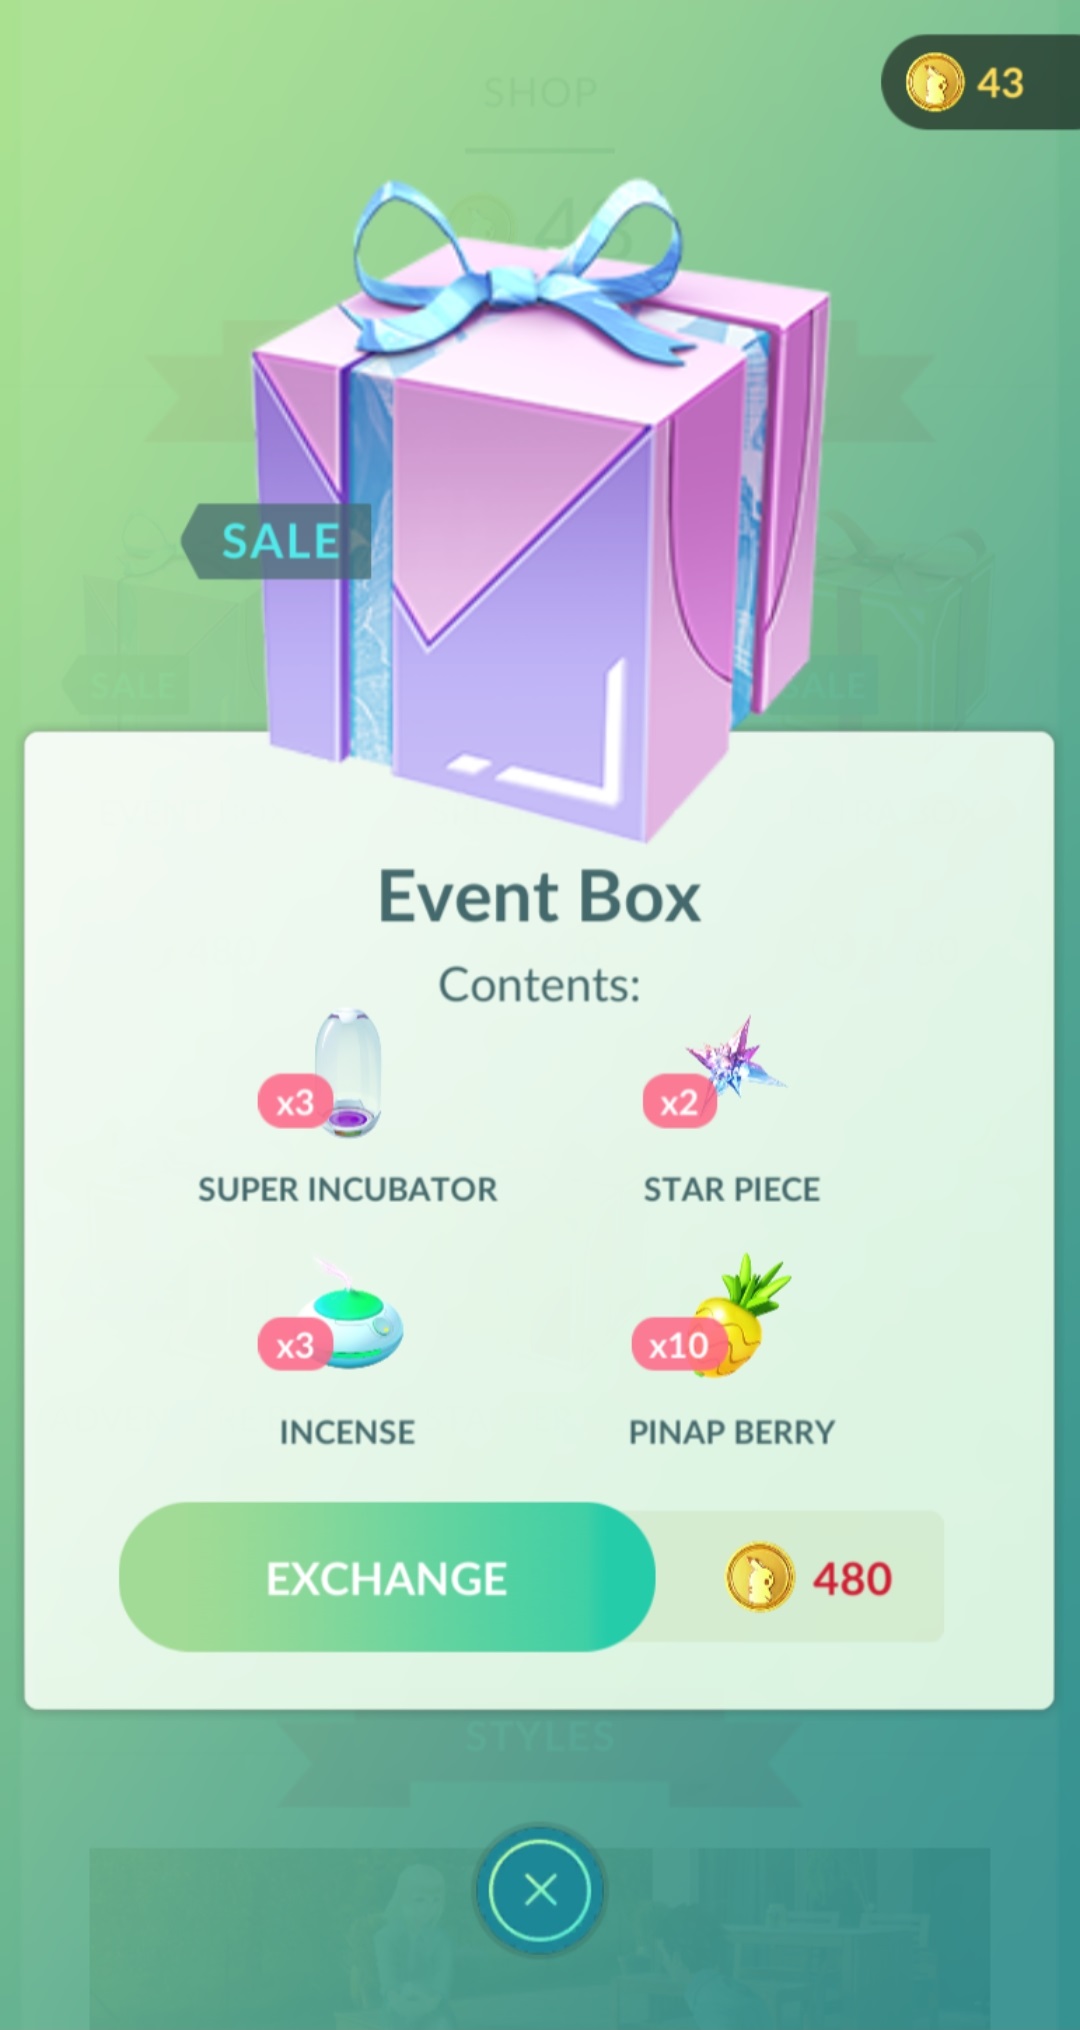 SHOP
43
SALE
SALE
SALE
Event Box
Contents:
x3
x2
SUPER INCUBATOR
STAR PIECE
x3
x10
INCENSE
PINAP BERRY
EXCHANGE
480
STYLES